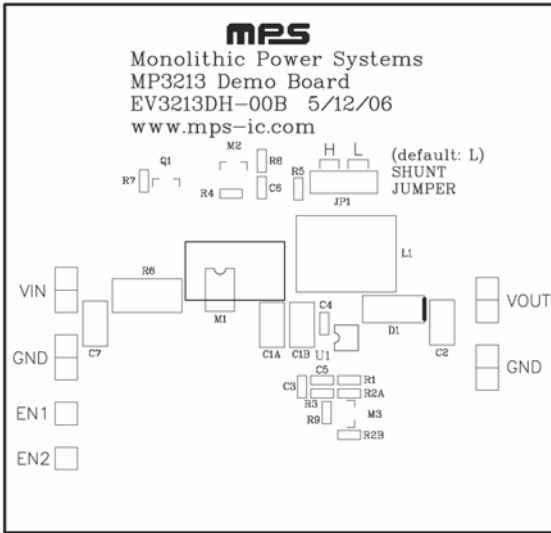 mps
Monolithic Power Systems
MP3213 Demo Board
EV3213DH-00B 5/12/06
www.mps-ic.com
Q1
R7
M2
R8
R4
C6
R5
H L
JP1
(default: L)
SHUNT
JUMPER
L1
VIN
R6
M1
C7
C1A
C1B
C4
U1
D1
C2
VOUT
GND
GND
EN1
EN2
C3
C5
R1
R2A
R3
R9
M3
R2B